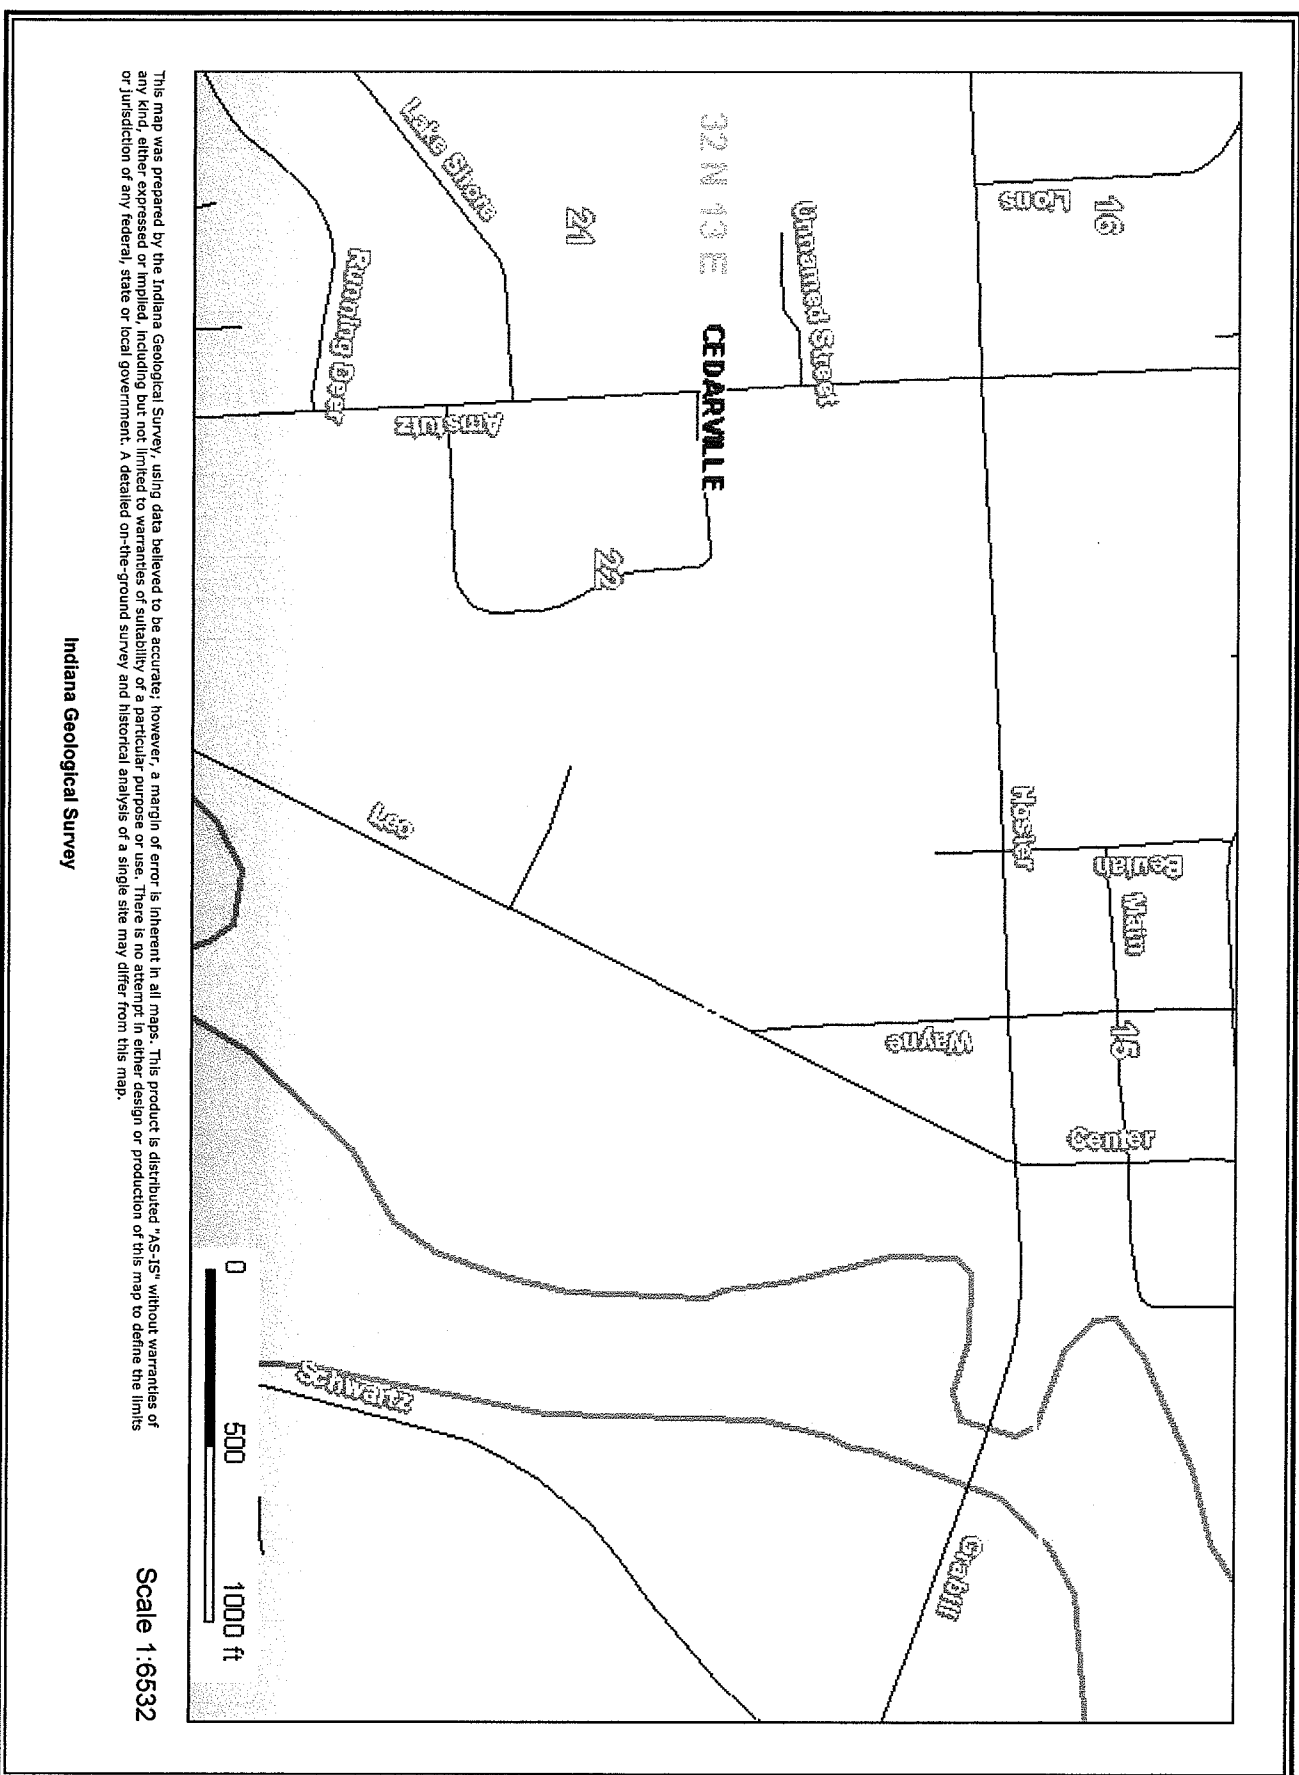 16
Lions
Unnamed Street
32 N 13 E
21
Lake Shore
Running Deer
CEDARVILLE
Amstutz
22
Hosler
Beulah
Main
15
Wayne
Center
Leo
Schwartz
Grabill
0 500 1000 ft
Scale 1:6532
This map was prepared by the Indiana Geological Survey, using data believed to be accurate; however, a margin of error is inherent in all maps. This product is distributed "AS-IS" without warranties of
any kind, either expressed or implied, including but not limited to warranties of suitability of a particular purpose or use. There is no attempt in either design or production of this map to define the limits
or jurisdiction of any federal, state or local government. A detailed on-the-ground survey and historical analysis of a single site may differ from this map.
Indiana Geological Survey